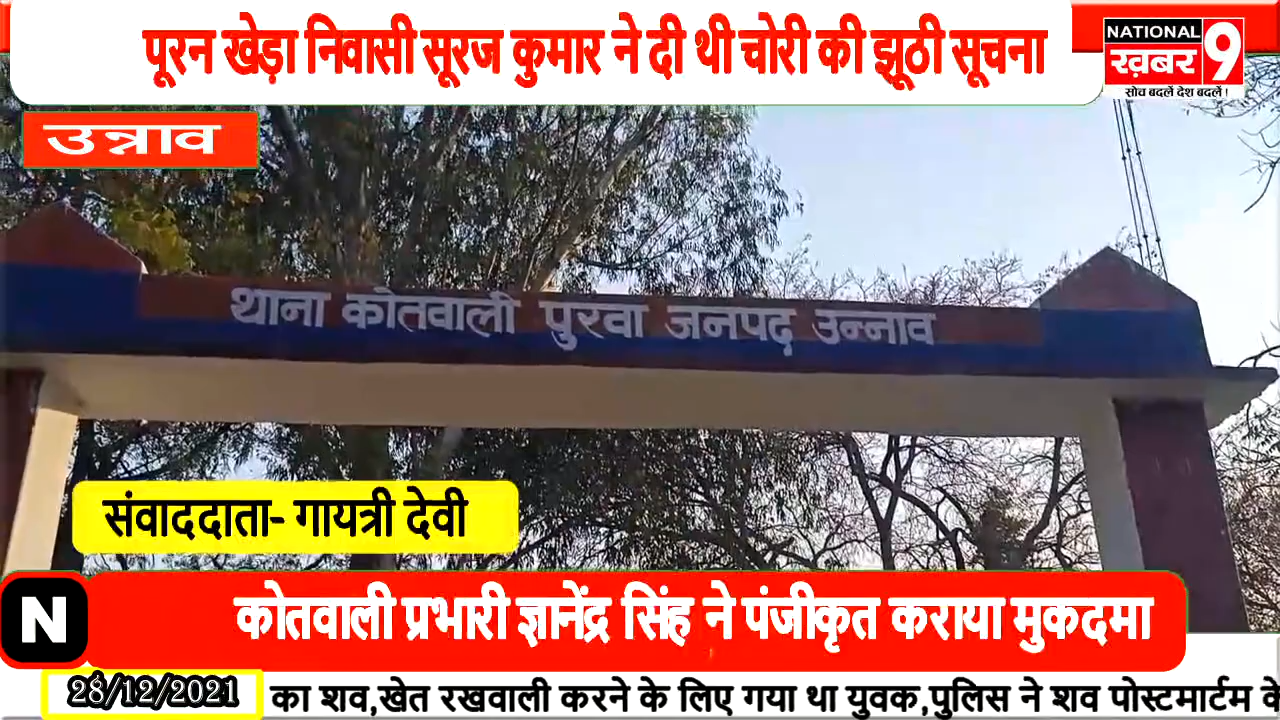 पूरन खेड़ा निवासी सूरज कुमार ने दी थी चोरी की झूठी सूचना
NATIONAL
ख़बर 9
सोच बदलें देश बदलें !
उन्नाव
थाना कोतवाली पुरवा जनपद उन्नाव
संवाददाता- गायत्री देवी
N
कोतवाली प्रभारी ज्ञानेंद्र सिंह ने पंजीकृत कराया मुकदमा
28/12/2021
का शव,खेत रखवाली करने के लिए गया था युवक,पुलिस ने शव पोस्टमार्टम के